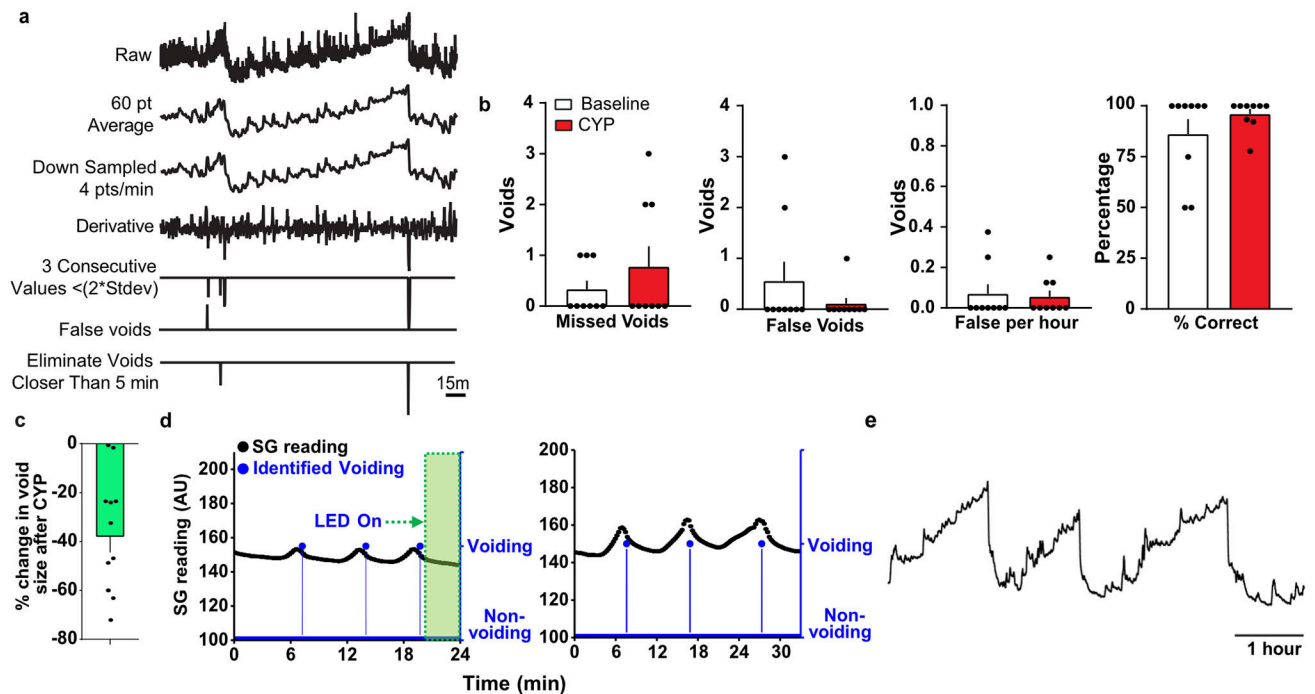 a
Raw
60 pt
Average
Down Sampled
4 pts/min
Derivative
3 Consecutive
Values <(2*Stdev)
False voids
Eliminate Voids
Closer Than 5 min
15m
b
Baseline
CYP
Voids
4
3
2
1
0
Missed Voids
Voids
4
3
2
1
0
False Voids
Voids
1.0
0.8
0.6
0.4
0.2
0.0
False per hour
Percentage
100
75
50
25
0
% Correct
c
% change in void
size after CYP
0
-20
-40
-60
-80
d
SG reading
Identified Voiding
SG reading (AU)
200
180
160
140
120
100
LED On
Voiding
Non-
voiding
0 6 12 18 24
200
180
160
140
120
100
Voiding
Non-
voiding
0 6 12 18 24 30
Time (min)
e
1 hour